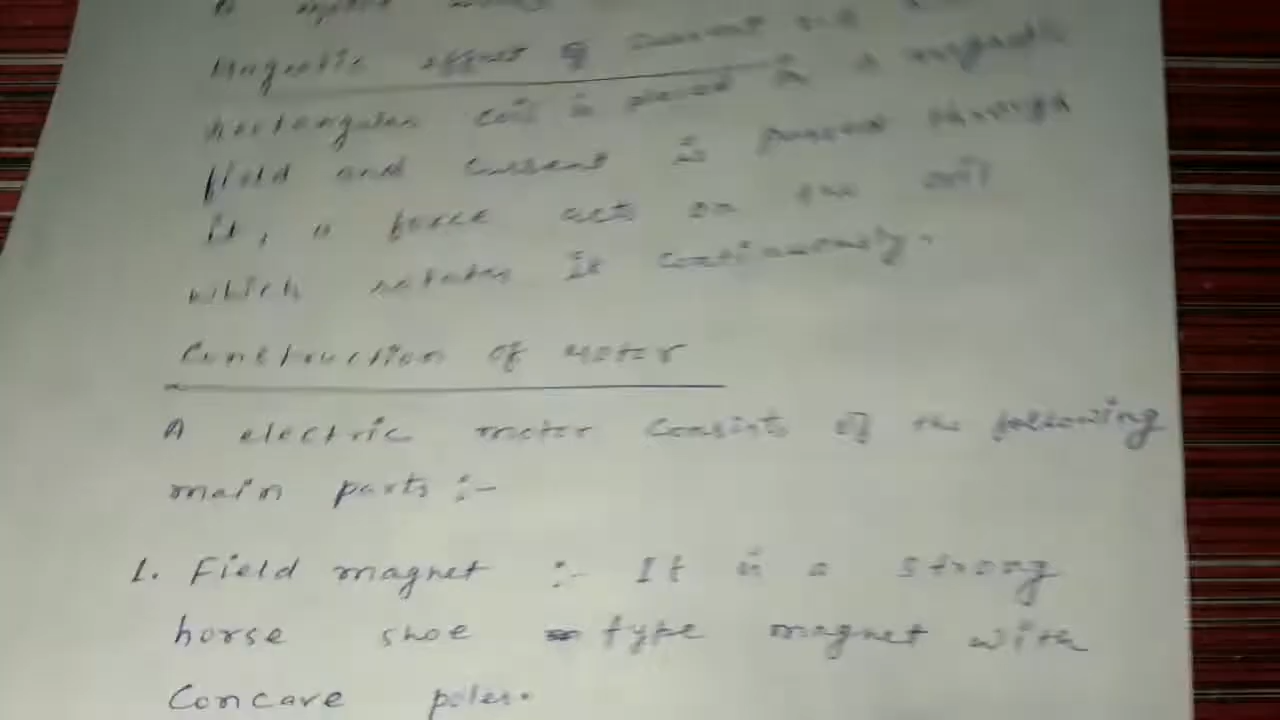 Magnetic effect of current
Rectangular coil is placed in a magnetic
field and current is passed through
it, a force acts on the coil
which rotates it continuously.
Construction of motor
A electric motor consists of the following
main parts :-
1. Field magnet :- It is a strong
horse shoe type magnet with
Concave poles.